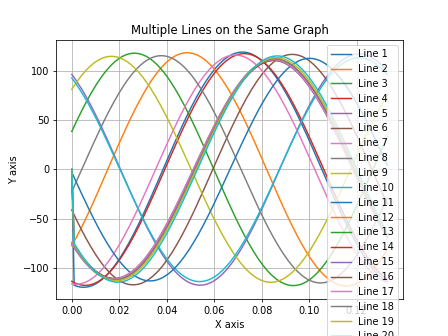 Multiple Lines on the Same Graph
Y axis
100
50
0
−50
−100
0.00
0.02
0.04
0.06
0.08
0.10
X axis
Line 1
Line 2
Line 3
Line 4
Line 5
Line 6
Line 7
Line 8
Line 9
Line 10
Line 11
Line 12
Line 13
Line 14
Line 15
Line 16
Line 17
Line 18
Line 19
Line 20